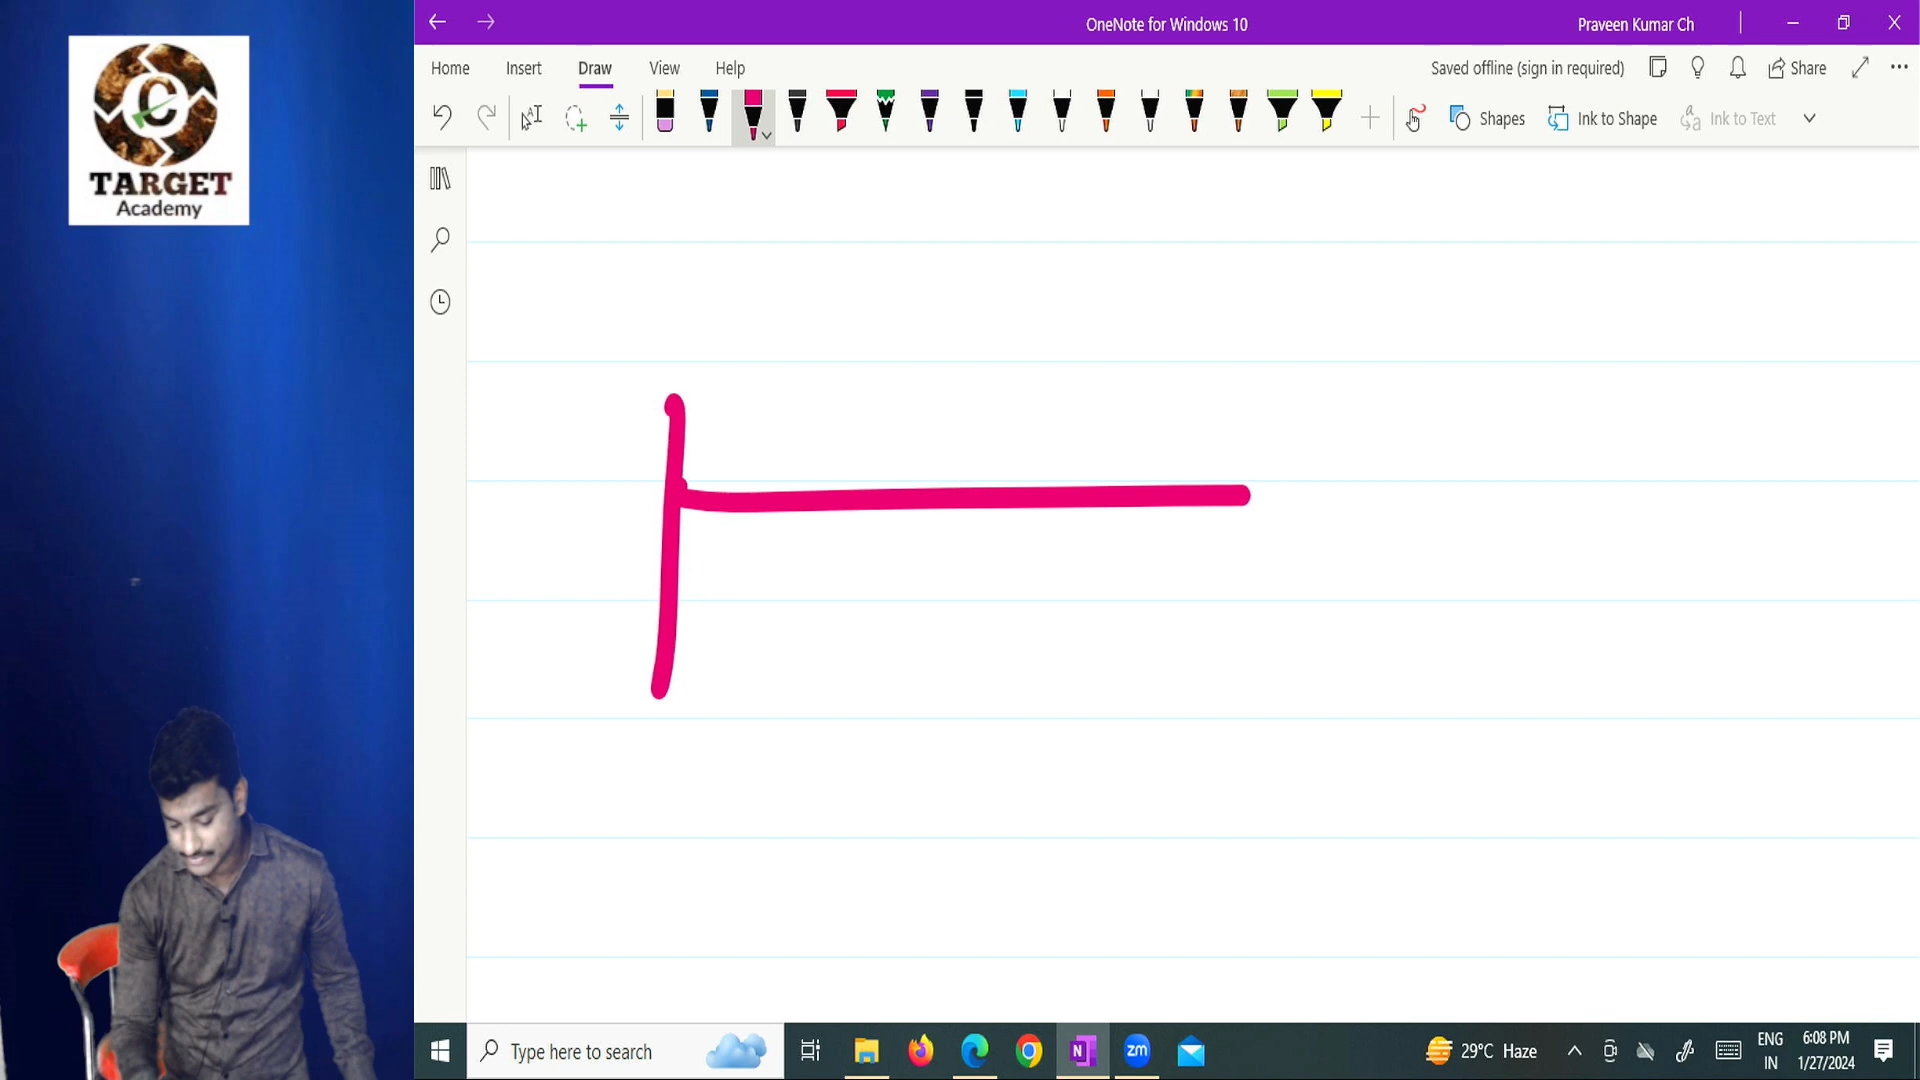 OneNote for Windows 10
Praveen Kumar Ch
TARGET
Academy
Home Insert Draw View Help
Saved offline (sign in required)
Share
Shapes
Ink to Shape
Ink to Text
Type here to search
29°C Haze
ENG
IN
6:08 PM
1/27/2024
C
N
zm